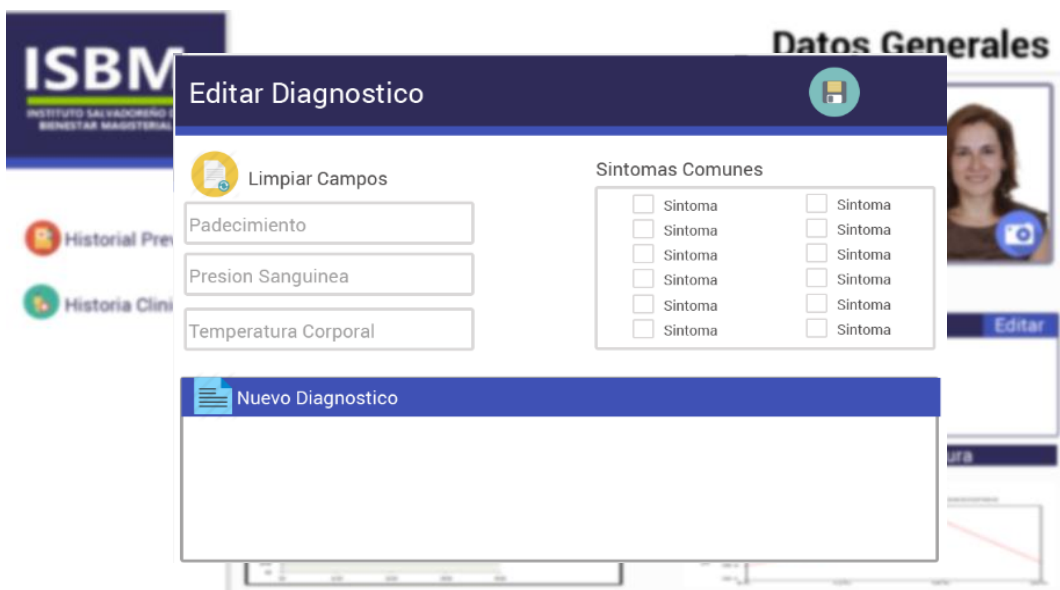 Datos Generales
ISBM
INSTITUTO SALVADOREÑO D
BIENESTAR MAGISTERIAL
Historial Prev
Historia Clini
Editar Diagnostico
Limpiar Campos
Padecimiento
Presion Sanguinea
Temperatura Corporal
Sintomas Comunes
Sintoma Sintoma
Sintoma Sintoma
Sintoma Sintoma
Sintoma Sintoma
Sintoma Sintoma
Sintoma Sintoma
Nuevo Diagnostico
Editar
ura